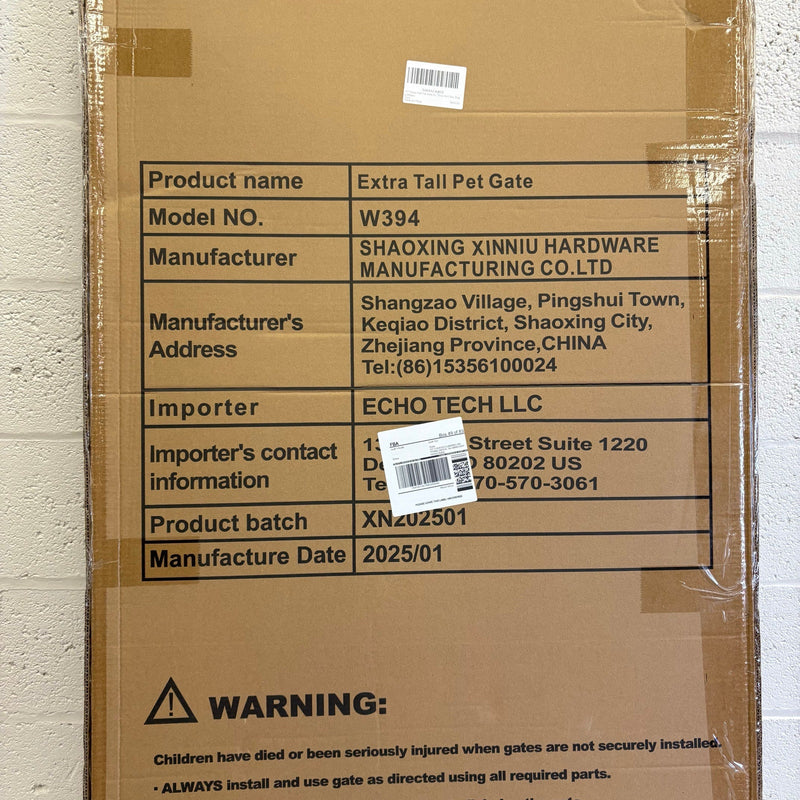 Product name
Extra Tall Pet Gate
Model NO.
W394
Manufacturer
SHAOXING XINNIU HARDWARE
MANUFACTURING CO.LTD
Manufacturer's
Address
Shangzao Village, Pingshui Town,
Keqiao District, Shaoxing City,
Zhejiang Province,CHINA
Tel:(86)15356100024
Importer
ECHO TECH LLC
Importer's contact
information
Street Suite 1220
80202 US
70-570-3061
FBA
Product batch
XN202501
Manufacture Date
2025/01
WARNING:
Children have died or been seriously injured when gates are not securely installed.
· ALWAYS install and use gate as directed using all required parts.